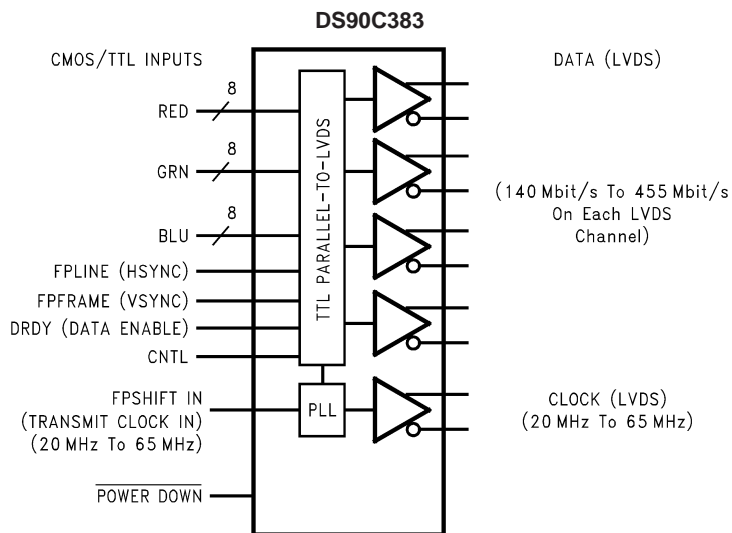 DS90C383
CMOS/TTL INPUTS
DATA (LVDS)
8
RED
8
GRN
8
BLU
FPLINE (HSYNC)
FPFRAME (VSYNC)
DRDY (DATA ENABLE)
CNTL
FPSHIFT IN
(TRANSMIT CLOCK IN)
(20 MHz To 65 MHz)
POWER DOWN
TTL PARALLEL-TO-LVDS
PLL
(140 Mbit/s To 455 Mbit/s
On Each LVDS
Channel)
CLOCK (LVDS)
(20 MHz To 65 MHz)